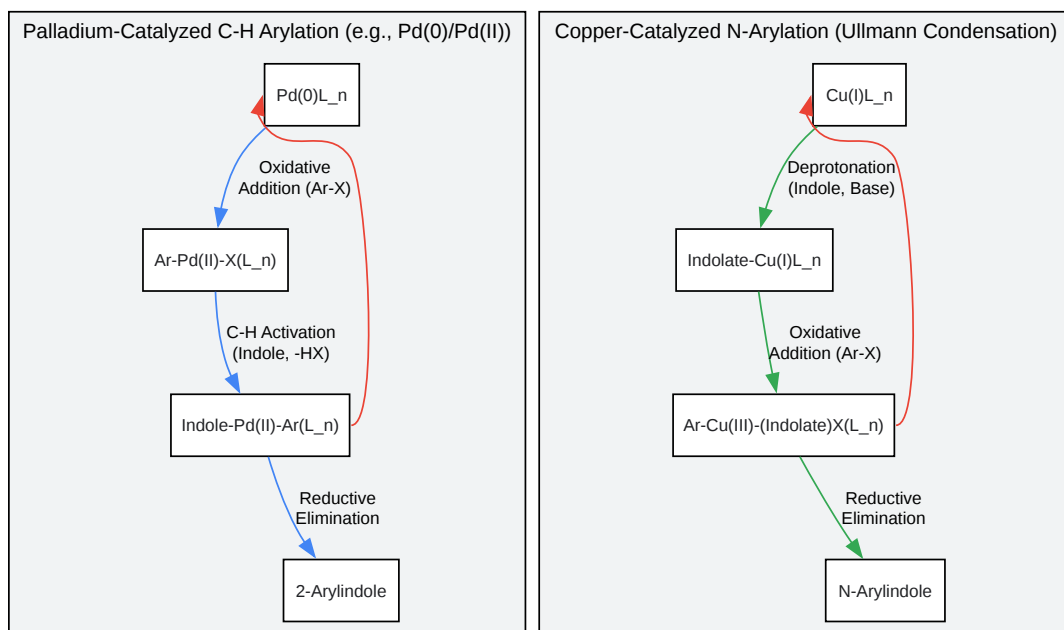 Palladium-Catalyzed C-H Arylation (e.g., Pd(0)/Pd(II))
Pd(0)L_n
Oxidative
Addition (Ar-X)
Ar-Pd(II)-X(L_n)
C-H Activation
(Indole, -HX)
Indole-Pd(II)-Ar(L_n)
Reductive
Elimination
2-Arylindole
Copper-Catalyzed N-Arylation (Ullmann Condensation)
Cu(I)L_n
Deprotonation
(Indole, Base)
Indolate-Cu(I)L_n
Oxidative
Addition (Ar-X)
Ar-Cu(III)-(Indolate)X(L_n)
Reductive
Elimination
N-Arylindole